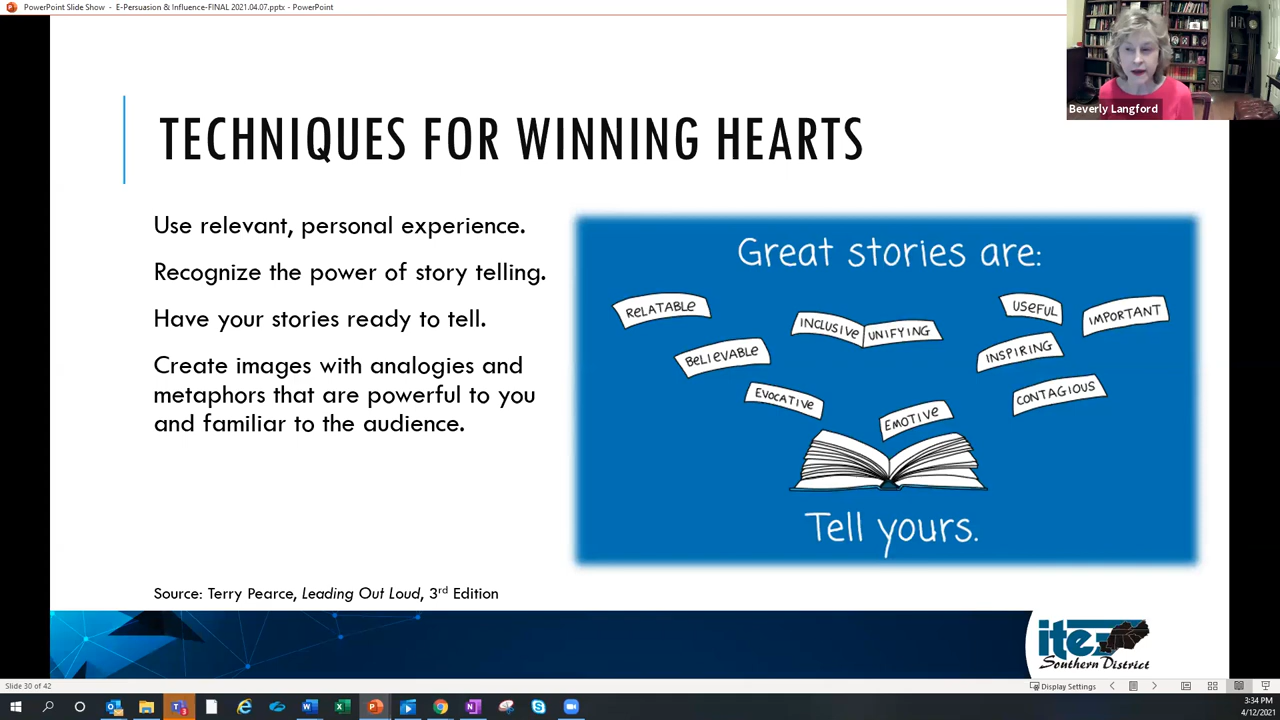 PowerPoint Slide Show - E-Persuasion & Influence-FINAL 2021.04.07.pptx - PowerPoint
Beverly Langford
TECHNIQUES FOR WINNING HEARTS
Use relevant, personal experience.
Recognize the power of story telling.
Have your stories ready to tell.
Create images with analogies and
metaphors that are powerful to you
and familiar to the audience.
Great stories are:
RELATABLE
INCLUSIVE UNIFYING
USEFUL
IMPORTANT
BELIEVABLE
INSPIRING
EVOCATIVE
CONTAGIOUS
EMOTIVE
Tell yours.
Source: Terry Pearce, Leading Out Loud, 3rd Edition
ite
Southern District
Slide 30 of 42
Display Settings
3:34 PM
4/12/2021